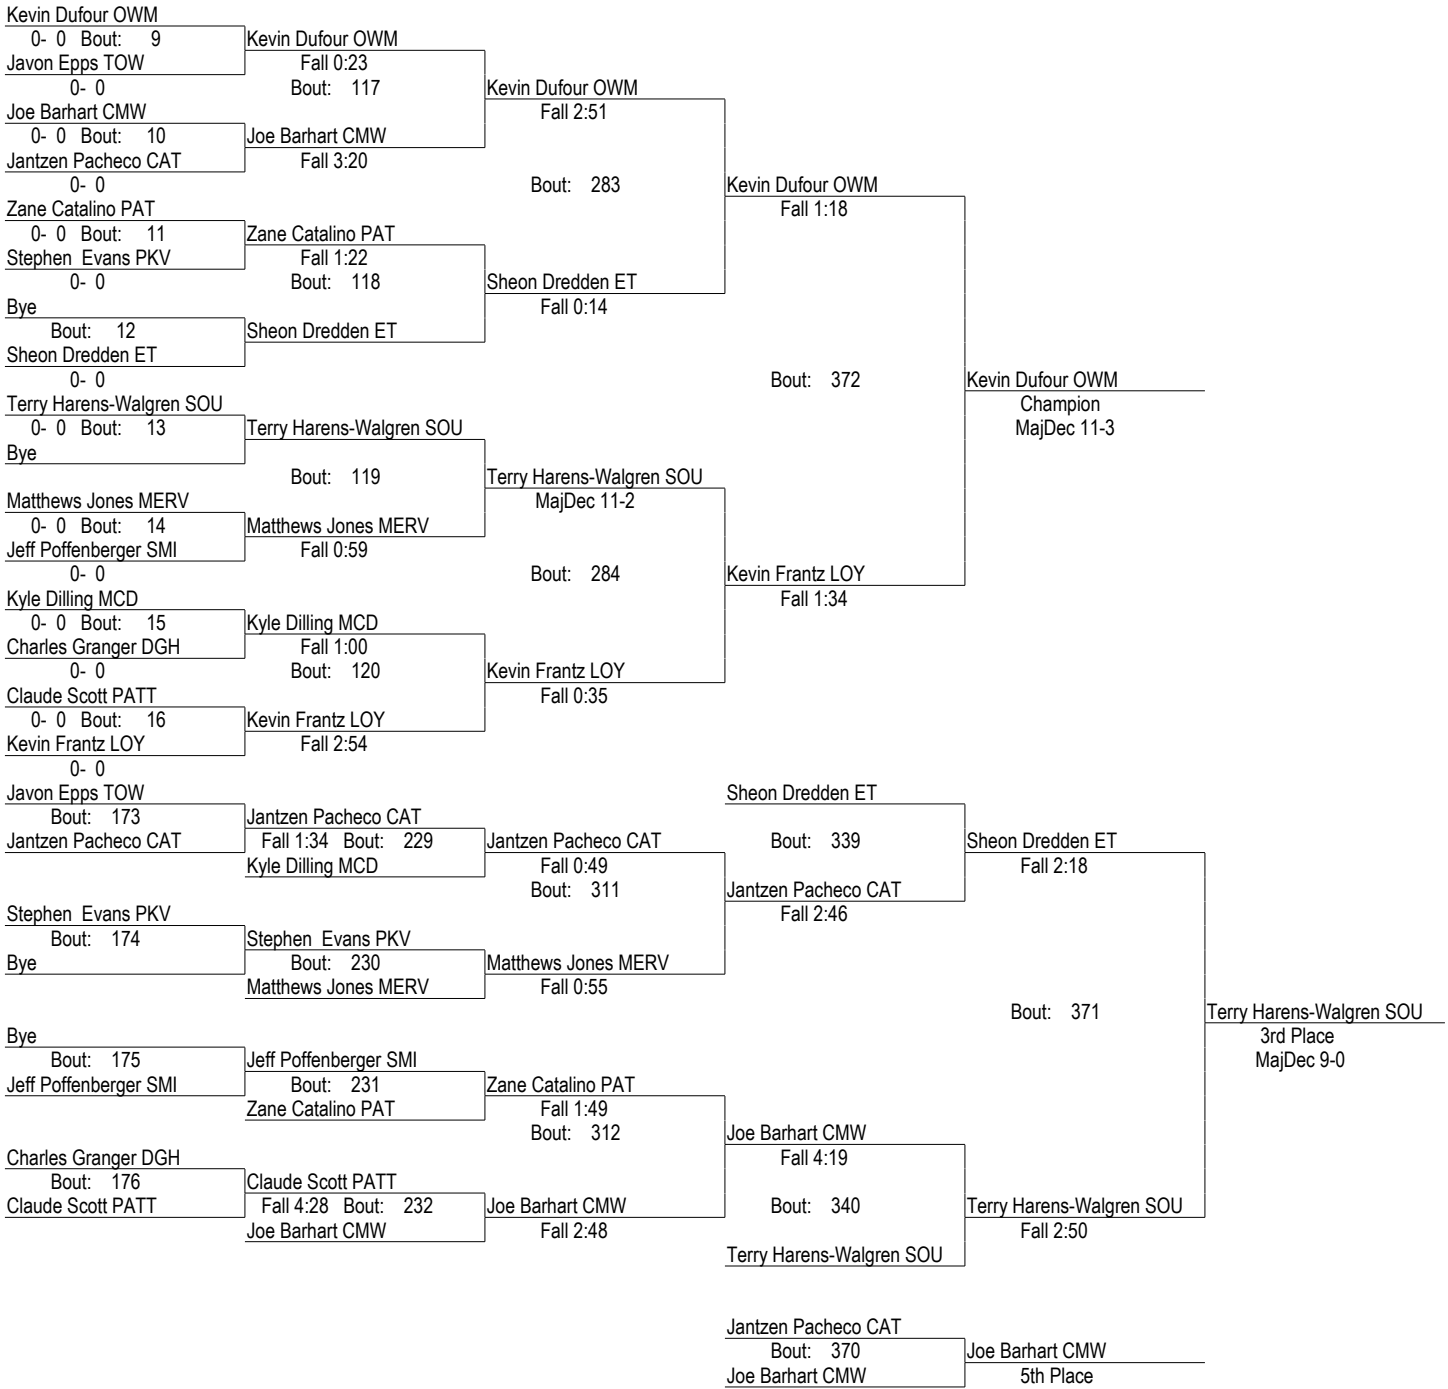 Kevin Dufour OWM
0- 0 Bout: 9 Kevin Dufour OWM
Javon Epps TOW Fall 0:23
0- 0 Bout: 117 Kevin Dufour OWM
Joe Barhart CMW Fall 2:51
0- 0 Bout: 10 Joe Barhart CMW
Jantzen Pacheco CAT Fall 3:20
0- 0 Bout: 283 Kevin Dufour OWM
Zane Catalino PAT Fall 1:18
0- 0 Bout: 11 Zane Catalino PAT
Stephen Evans PKV Fall 1:22
0- 0 Bout: 118 Sheon Dredden ET
Bye Fall 0:14
Bout: 12 Sheon Dredden ET
Sheon Dredden ET
0- 0 Bout: 372 Kevin Dufour OWM
Terry Harens-Walgren SOU Champion
0- 0 Bout: 13 Terry Harens-Walgren SOU MajDec 11-3
Bye
Bout: 119 Terry Harens-Walgren SOU
Matthews Jones MERV MajDec 11-2
0- 0 Bout: 14 Matthews Jones MERV
Jeff Poffenberger SMI Fall 0:59
0- 0 Bout: 284 Kevin Frantz LOY
Kyle Dilling MCD Fall 1:34
0- 0 Bout: 15 Kyle Dilling MCD
Charles Granger DGH Fall 1:00
0- 0 Bout: 120 Kevin Frantz LOY
Claude Scott PATT Fall 0:35
0- 0 Bout: 16 Kevin Frantz LOY
Kevin Frantz LOY Fall 2:54
0- 0
Javon Epps TOW Sheon Dredden ET
Bout: 173 Jantzen Pacheco CAT
Jantzen Pacheco CAT Fall 1:34 Bout: 229 Jantzen Pacheco CAT Bout: 339 Sheon Dredden ET
Kyle Dilling MCD Fall 0:49 Fall 2:18
Bout: 311 Jantzen Pacheco CAT
Stephen Evans PKV Fall 2:46
Bout: 174 Stephen Evans PKV
Bye Bout: 230 Matthews Jones MERV
Matthews Jones MERV Fall 0:55
Bout: 371 Terry Harens-Walgren SOU
Bye 3rd Place
Bout: 175 Jeff Poffenberger SMI MajDec 9-0
Jeff Poffenberger SMI Bout: 231 Zane Catalino PAT
Zane Catalino PAT Fall 1:49
Bout: 312 Joe Barhart CMW
Charles Granger DGH Fall 4:19
Bout: 176 Claude Scott PATT
Claude Scott PATT Fall 4:28 Bout: 232 Joe Barhart CMW Bout: 340 Terry Harens-Walgren SOU
Joe Barhart CMW Fall 2:48 Fall 2:50
Terry Harens-Walgren SOU
Jantzen Pacheco CAT
Bout: 370 Joe Barhart CMW
Joe Barhart CMW 5th Place